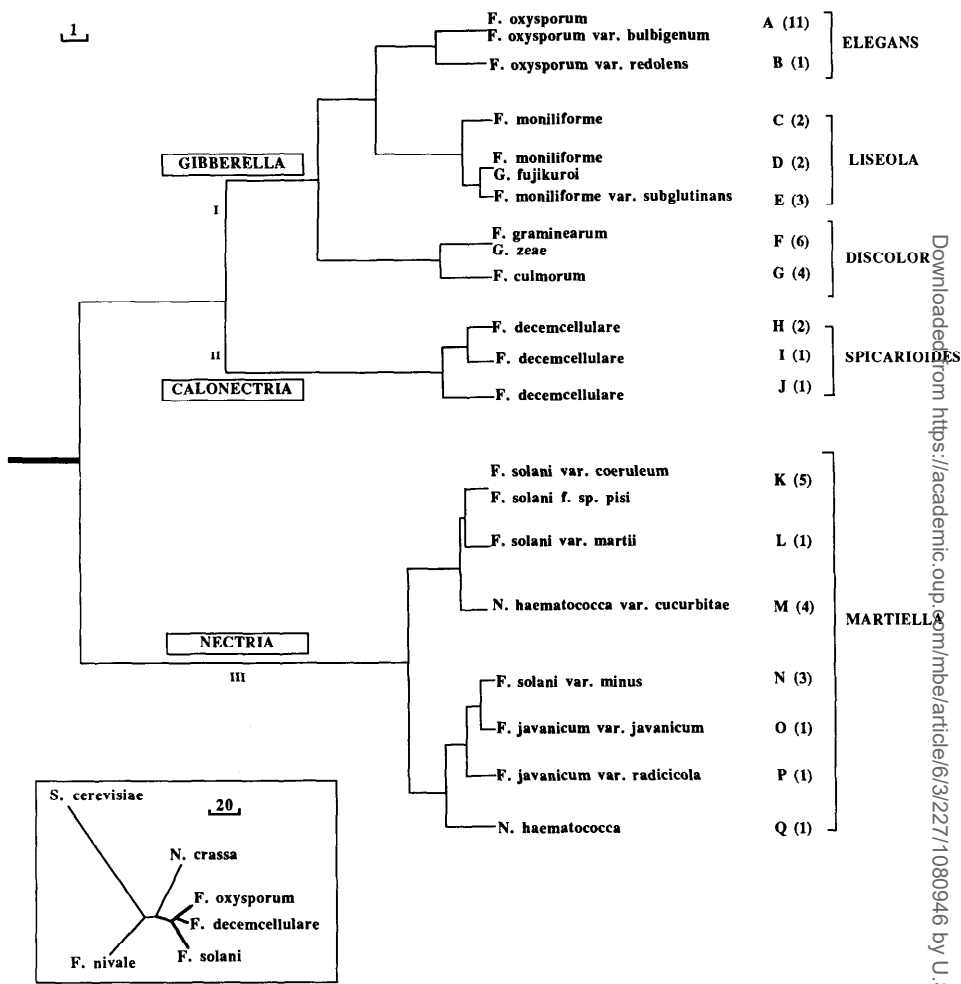 1
F. oxysporum
F. oxysporum var. bulbigenum
A (11)
F. oxysporum var. redolens
B (1)
ELEGANS
F. moniliforme
C (2)
F. moniliforme
G. fujikuroi
D (2)
F. moniliforme var. subglutinans
E (3)
LISEOLA
GIBBERELLA
I
F. graminearum
G. zeae
F (6)
F. culmorum
G (4)
DISCOLOR
F. decemcellulare
H (2)
F. decemcellulare
I (1)
F. decemcellulare
J (1)
SPICARIOIDES
II
CALONECTRIA
F. solani var. coeruleum
F. solani f. sp. pisi
K (5)
F. solani var. martii
L (1)
N. haematococca var. cucurbitae
M (4)
MARTIELLA
NECTRIA
III
F. solani var. minus
N (3)
F. javanicum var. javanicum
O (1)
F. javanicum var. radicicola
P (1)
N. haematococca
Q (1)
S. cerevisiae
20
N. crassa
F. oxysporum
F. decemcellulare
F. solani
F. nivale
Downloaded from https://academic.oup.com/mbe/article/6/3/227/1080946 by U.